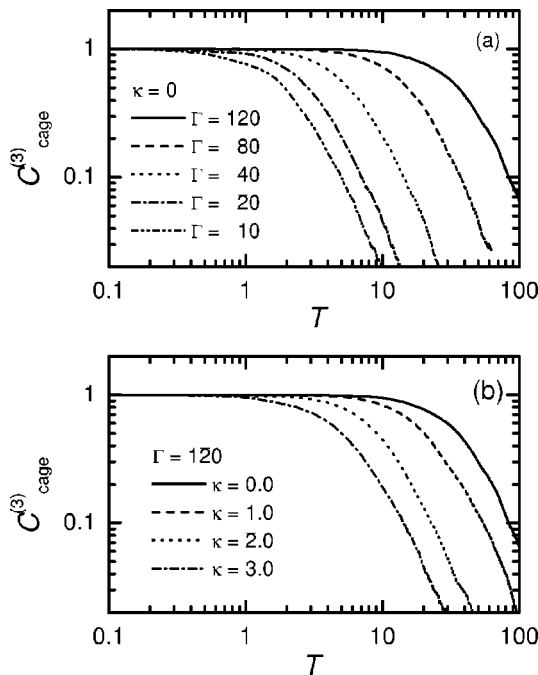 (a)
1
0.1
C(3)cage
κ = 0
Γ = 120
Γ = 80
Γ = 40
Γ = 20
Γ = 10
0.1 1 10 100
T
(b)
1
0.1
C(3)cage
Γ = 120
κ = 0.0
κ = 1.0
κ = 2.0
κ = 3.0
0.1 1 10 100
T